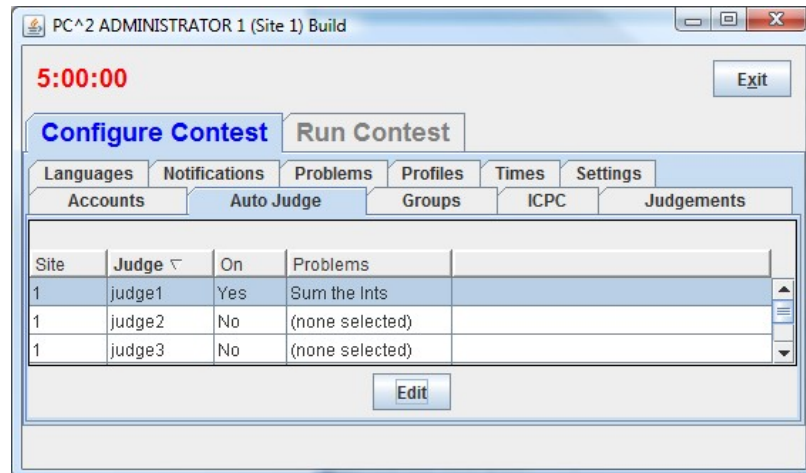 PC^2 ADMINISTRATOR 1 (Site 1) Build
5:00:00
Exit
Configure Contest Run Contest
Languages Notifications Problems Profiles Times Settings
Accounts Auto Judge Groups ICPC Judgements
Site Judge On Problems
1 judge1 Yes Sum the Ints
1 judge2 No (none selected)
1 judge3 No (none selected)
Edit